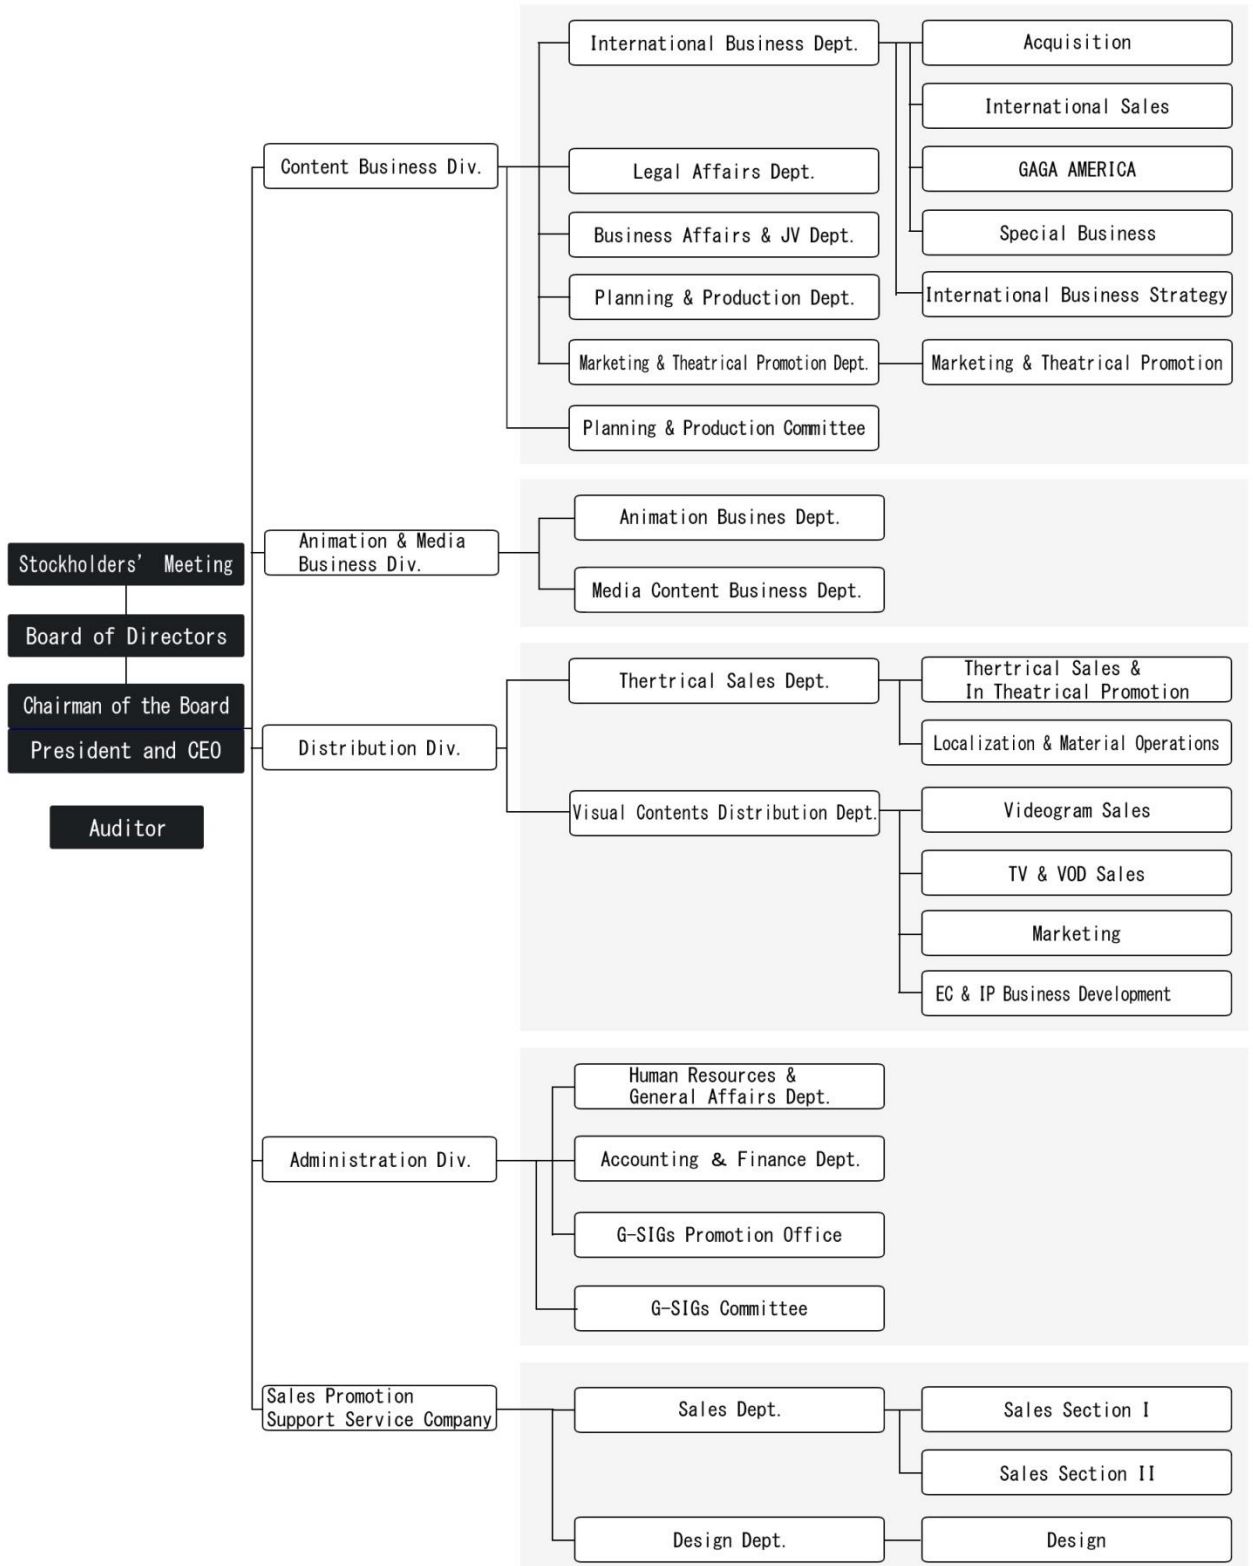 Stockholders' Meeting
Board of Directors
Chairman of the Board
President and CEO
Auditor
Content Business Div.
International Business Dept.
Acquisition
International Sales
GAGA AMERICA
Special Business
International Business Strategy
Legal Affairs Dept.
Business Affairs & JV Dept.
Planning & Production Dept.
Marketing & Theatrical Promotion Dept.
Marketing & Theatrical Promotion
Planning & Production Committee
Animation & Media
Business Div.
Animation Busines Dept.
Media Content Business Dept.
Distribution Div.
Thertrical Sales Dept.
Thertrical Sales &
In Theatrical Promotion
Localization & Material Operations
Visual Contents Distribution Dept.
Videogram Sales
TV & VOD Sales
Marketing
EC & IP Business Development
Administration Div.
Human Resources &
General Affairs Dept.
Accounting & Finance Dept.
G-SIGs Promotion Office
G-SIGs Committee
Sales Promotion
Support Service Company
Sales Dept.
Sales Section I
Sales Section II
Design Dept.
Design